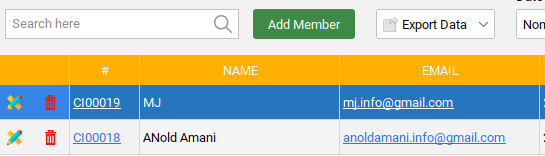 Search here Add Member Export Data Non
# NAME EMAIL
CI00019 MJ mj.info@gmail.com
CI00018 ANold Amani anoldamani.info@gmail.com